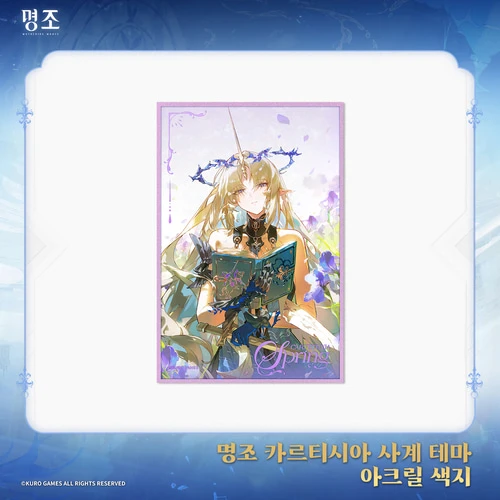 명조
WUTHERING WAVES
Spring
명조 카르티시아 사계 테마
아크릴 색지
©KURO GAMES ALL RIGHTS RESERVED